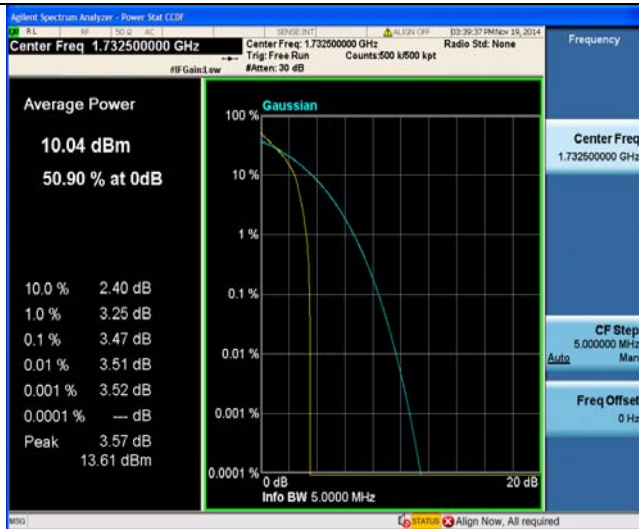 Agilent Spectrum Analyzer - Power Stat CCDF
RL RF 50 Ω AC SENSE:INT ALIGN OFF 03:39:37 PM Nov 19, 2014
Center Freq 1.732500000 GHz
Center Freq: 1.732500000 GHz Radio Std: None
Trig: Free Run Counts:500 k/500 kpt
#IFGain:Low #Atten: 30 dB
Frequency
Average Power
10.04 dBm
50.90 % at 0dB
10.0 % 2.40 dB
1.0 % 3.25 dB
0.1 % 3.47 dB
0.01 % 3.51 dB
0.001 % 3.52 dB
0.0001 % --- dB
Peak 3.57 dB
13.61 dBm
Gaussian
100 %
10 %
1 %
0.1 %
0.01 %
0.001 %
0.0001 %
0 dB 20 dB
Info BW 5.0000 MHz
Center Freq
1.732500000 GHz
CF Step
5.000000 MHz
Auto Man
Freq Offset
0 Hz
MSG STATUS Align Now, All required